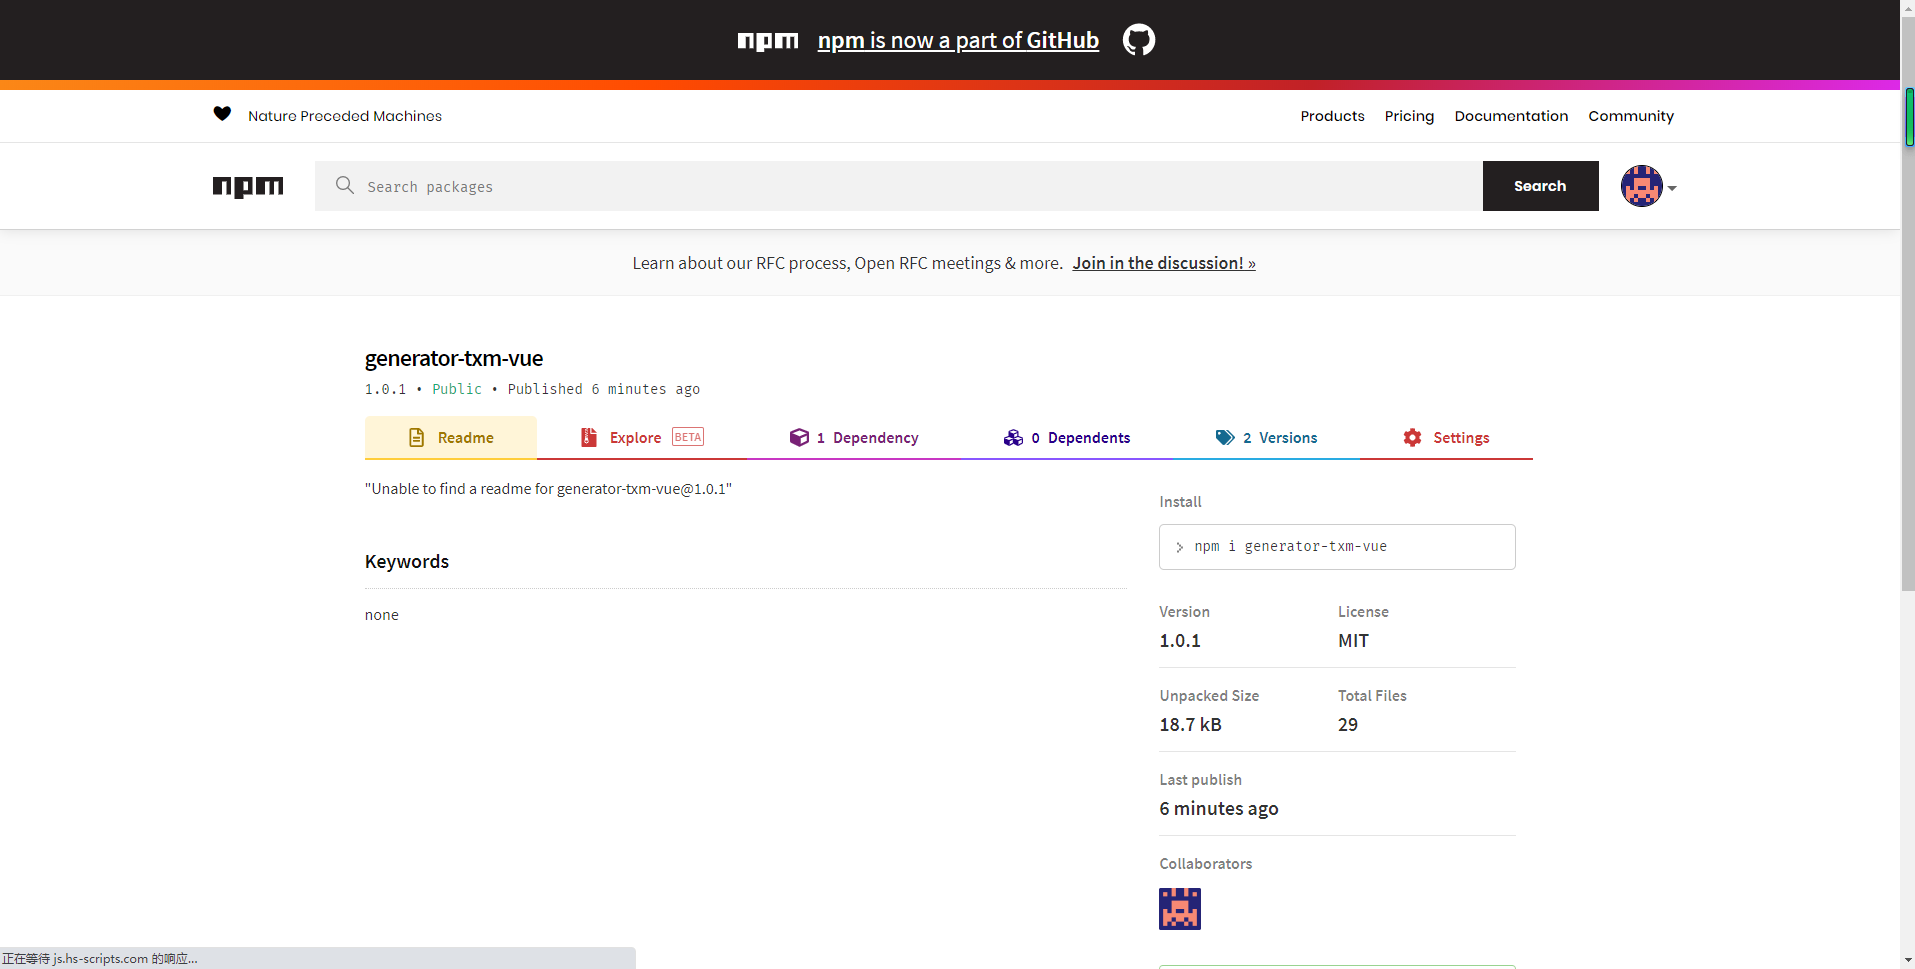 npm npm is now a part of GitHub
Nature Preceded Machines Products Pricing Documentation Community
npm Search packages Search
Learn about our RFC process, Open RFC meetings & more. Join in the discussion! »
generator-txm-vue
1.0.1 • Public • Published 6 minutes ago
Readme Explore BETA 1 Dependency 0 Dependents 2 Versions Settings
"Unable to find a readme for generator-txm-vue@1.0.1"
Keywords
none
Install
> npm i generator-txm-vue
Version License
1.0.1 MIT
Unpacked Size Total Files
18.7 kB 29
Last publish
6 minutes ago
Collaborators
正在等待 js.hs-scripts.com 的响应...